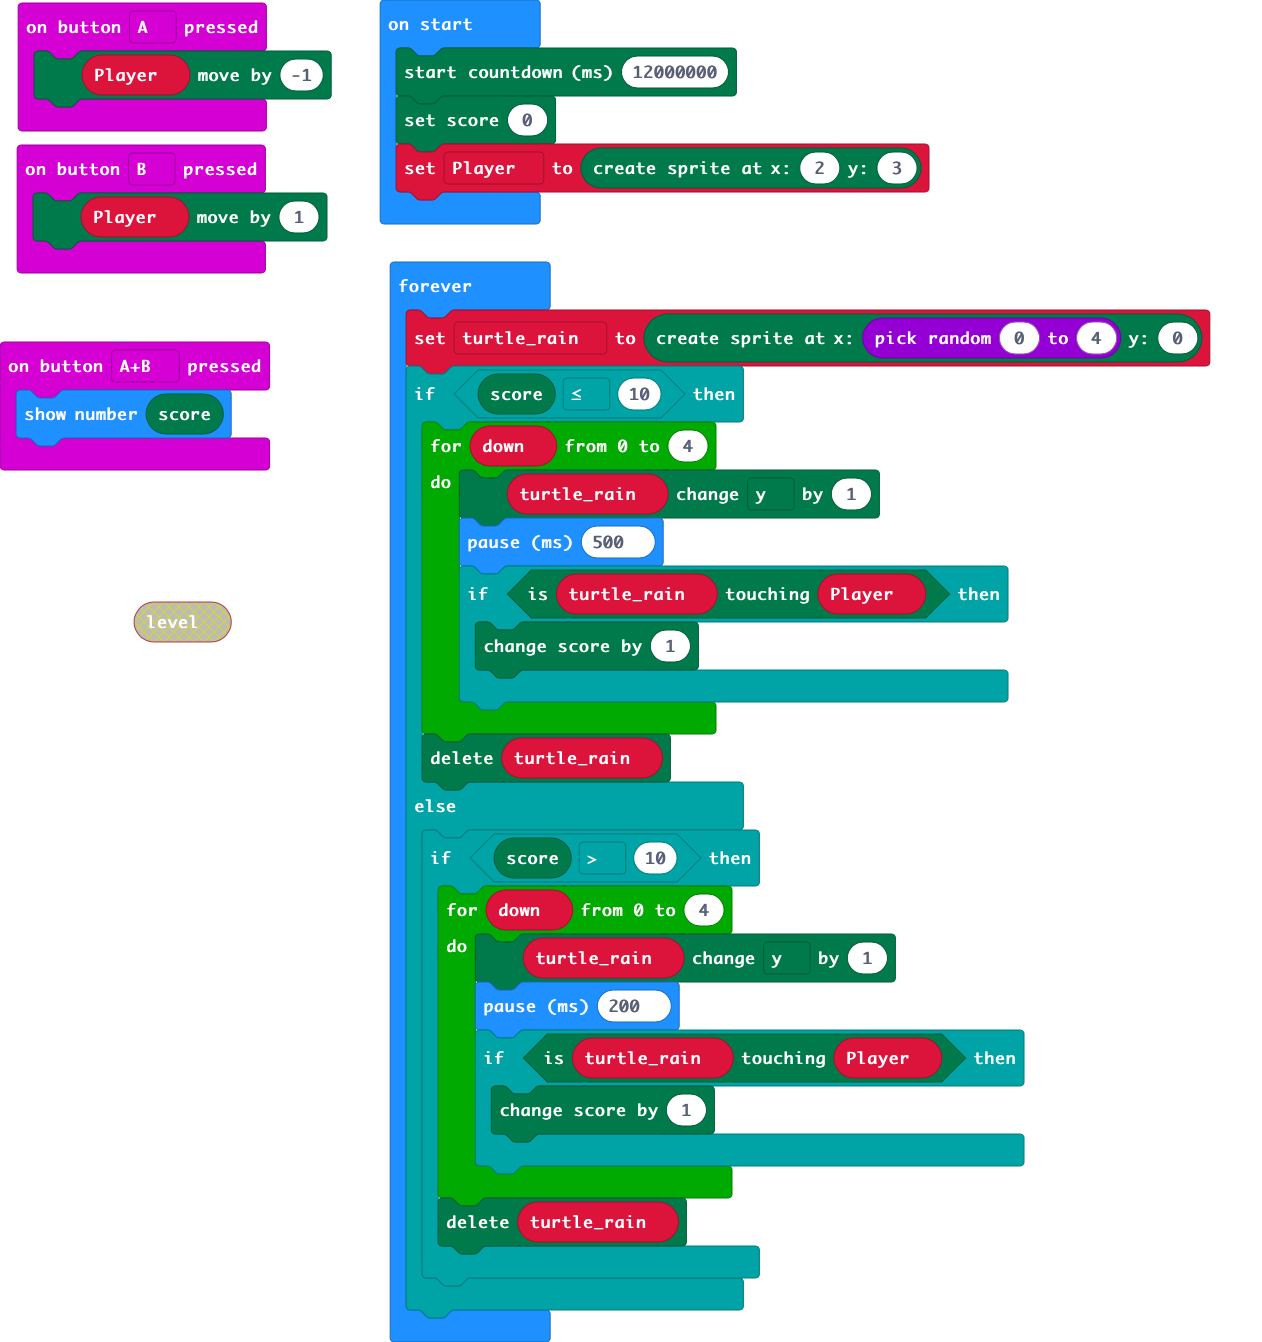 on button A pressed
Player move by -1
on button B pressed
Player move by 1
on button A+B pressed
show number score
level
on start
start countdown (ms) 12000000
set score 0
set Player to create sprite at x: 2 y: 3
forever
set turtle_rain to create sprite at x: pick random 0 to 4 y: 0
if score ≤ 10 then
for down from 0 to 4
do turtle_rain change y by 1
pause (ms) 500
if is turtle_rain touching Player then
change score by 1
delete turtle_rain
else
if score > 10 then
for down from 0 to 4
do turtle_rain change y by 1
pause (ms) 200
if is turtle_rain touching Player then
change score by 1
delete turtle_rain